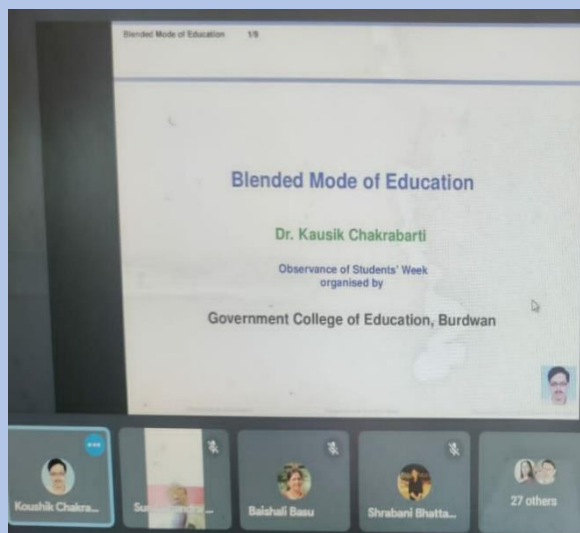 Blended Mode of Education 1/9
Blended Mode of Education
Dr. Kausik Chakrabarti
Observance of Students' Week
organised by
Government College of Education, Burdwan
Koushik Chakra...
Baishali Basu
Shrabani Bhatta...
27 others